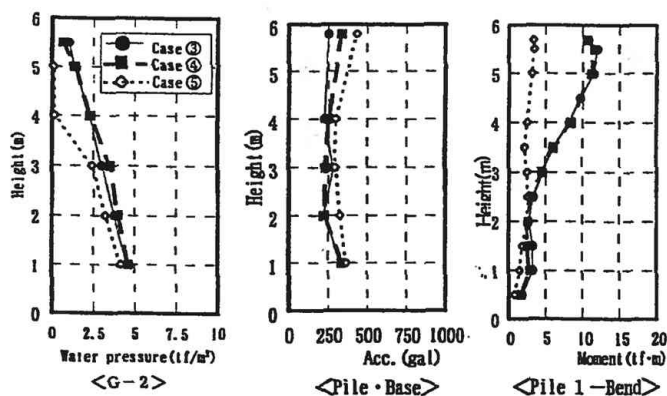 Case ③
Case ④
Case ⑤
6
5
4
3
2
1
0
Height(m)
0 2.5 5 7.5 10
Water pressure(tf/m²)
<G-2>
6
5
4
3
2
1
0
Height(m)
0 250 500 750 1000
Acc. (gal)
<Pile・Base>
6
5
4
3
2
1
0
Height(m)
0 5 10 15 20
Moment(tf・m)
<Pile 1-Bend>